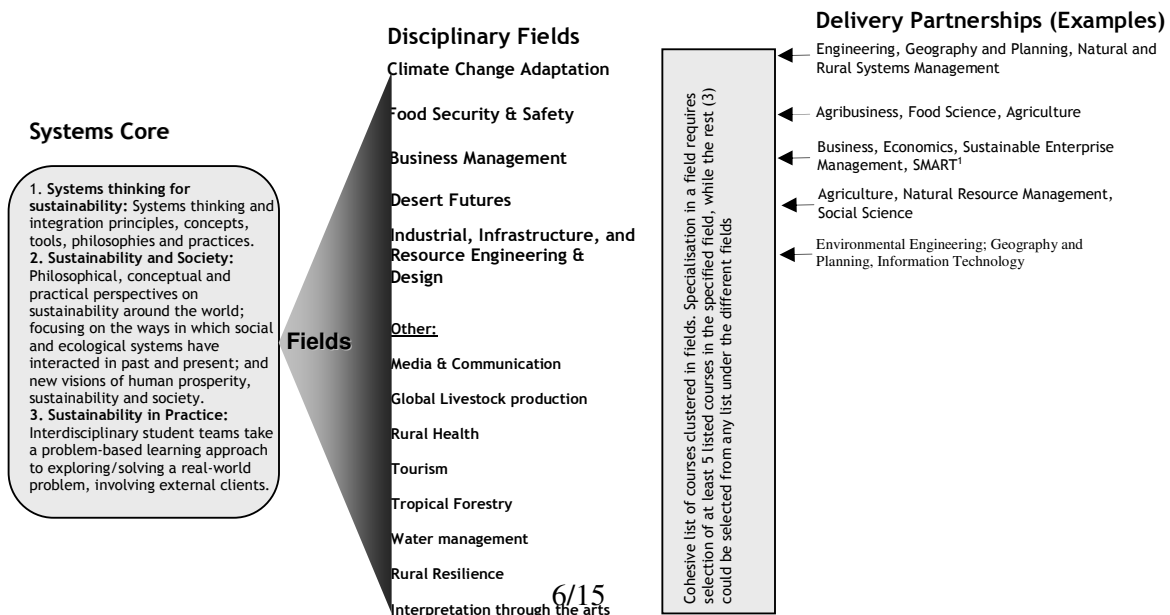 Systems Core
1. Systems thinking for
sustainability: Systems thinking and
integration principles, concepts,
tools, philosophies and practices.
2. Sustainability and Society:
Philosophical, conceptual and
practical perspectives on
sustainability around the world;
focusing on the ways in which social
and ecological systems have
interacted in past and present; and
new visions of human prosperity,
sustainability and society.
3. Sustainability in Practice:
Interdisciplinary student teams take
a problem-based learning approach
to exploring/solving a real-world
problem, involving external clients.
Fields
Disciplinary Fields
Climate Change Adaptation
Food Security & Safety
Business Management
Desert Futures
Industrial, Infrastructure, and
Resource Engineering &
Design
Other:
Media & Communication
Global Livestock production
Rural Health
Tourism
Tropical Forestry
Water management
Rural Resilience
Interpretation through the arts
Cohesive list of courses clustered in fields. Specialisation in a field requires
selection of at least 5 listed courses in the specified field, while the rest (3)
could be selected from any list under the different fields
Delivery Partnerships (Examples)
Engineering, Geography and Planning, Natural and
Rural Systems Management
Agribusiness, Food Science, Agriculture
Business, Economics, Sustainable Enterprise
Management, SMART¹
Agriculture, Natural Resource Management,
Social Science
Environmental Engineering; Geography and
Planning, Information Technology
6/15